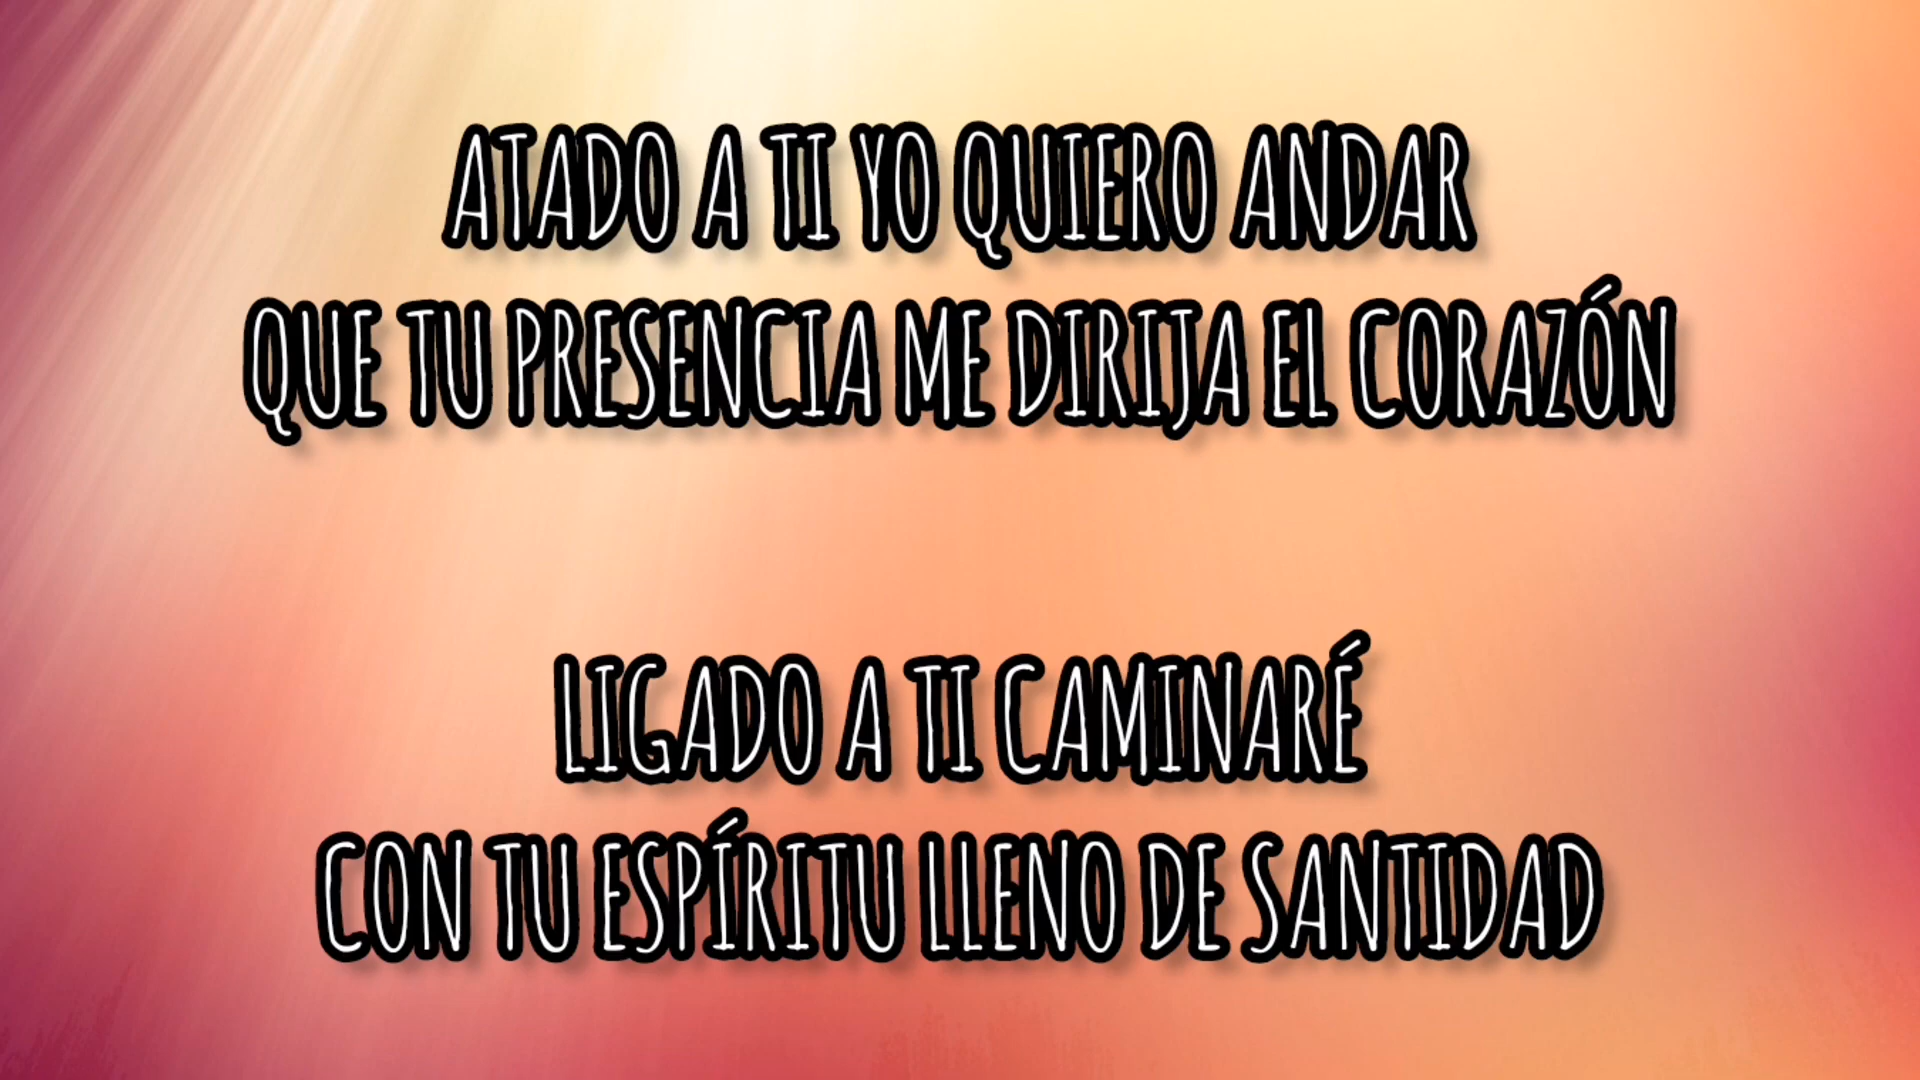 ATADO A TI YO QUIERO ANDAR
QUE TU PRESENCIA ME DIRIJA EL CORAZÓN
LIGADO A TI CAMINARÉ
CON TU ESPÍRITU LLENO DE SANTIDAD